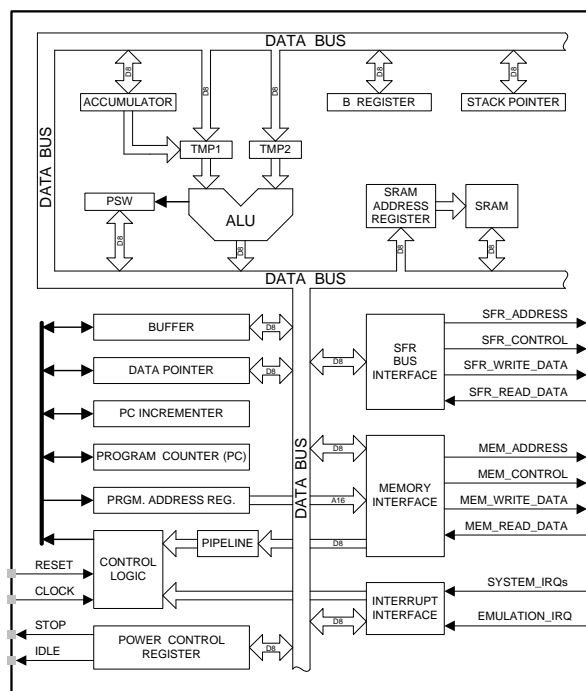 DATA BUS
D8
D8
D8
D8
D8
ACCUMULATOR
B REGISTER
STACK POINTER
DATA BUS
TMP1
TMP2
PSW
ALU
SRAM
ADDRESS
REGISTER
SRAM
D8
D8
D8
D8
DATA BUS
BUFFER
D8
DATA POINTER
D8
PC INCREMENTER
PROGRAM COUNTER (PC)
PRGM. ADDRESS REG.
A16
PIPELINE
D8
CONTROL
LOGIC
POWER CONTROL
REGISTER
D8
RESET
CLOCK
STOP
IDLE
DATA BUS
D8
SFR
BUS
INTERFACE
SFR_ADDRESS
SFR_CONTROL
SFR_WRITE_DATA
SFR_READ_DATA
D8
MEMORY
INTERFACE
MEM_ADDRESS
MEM_CONTROL
MEM_WRITE_DATA
MEM_READ_DATA
D8
INTERRUPT
INTERFACE
SYSTEM_IRQs
EMULATION_IRQ